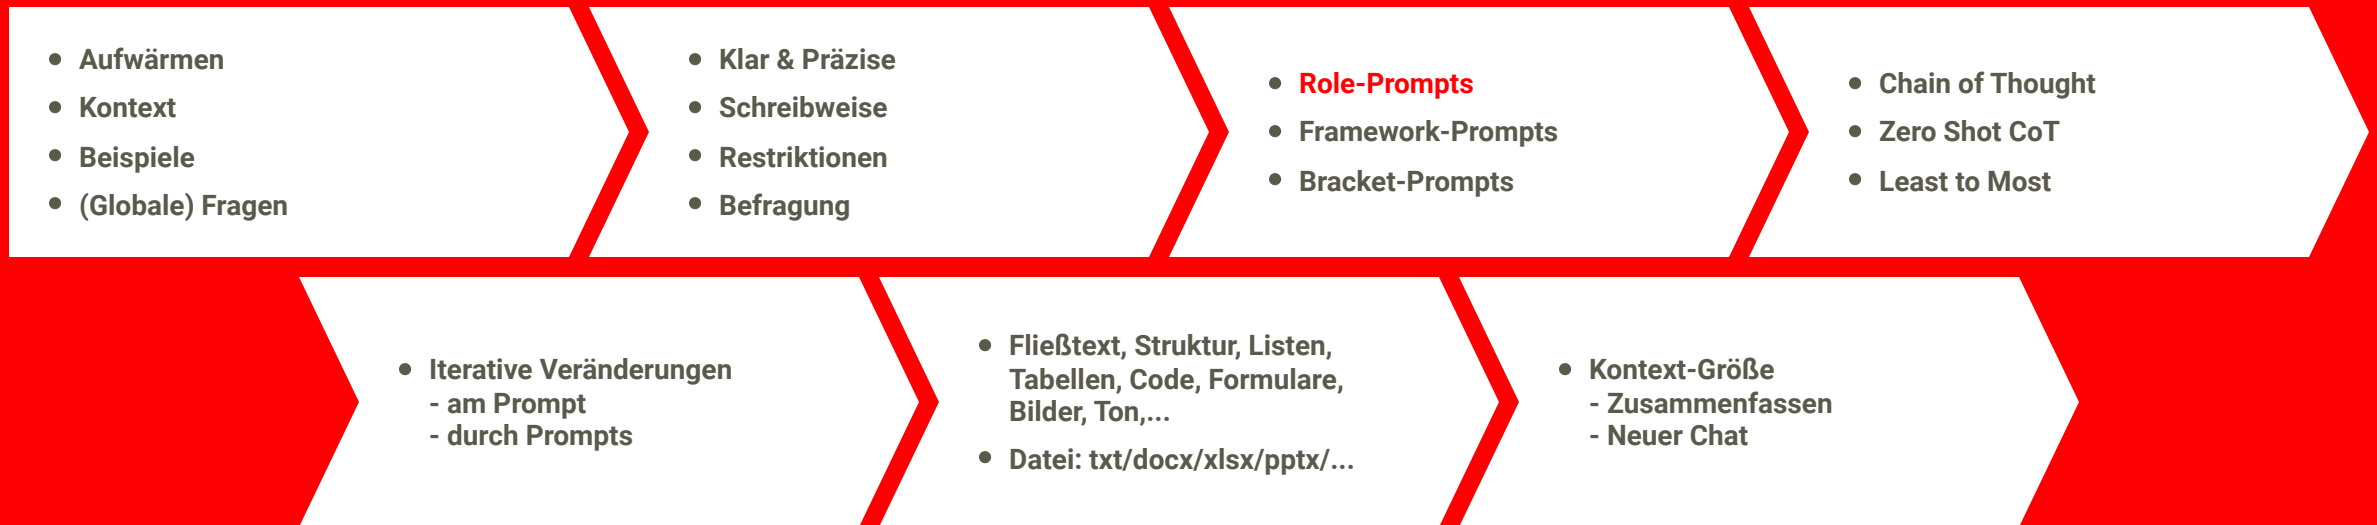 • Aufwärmen
• Kontext
• Beispiele
• (Globale) Fragen
• Klar & Präzise
• Schreibweise
• Restriktionen
• Befragung
• Role-Prompts
• Framework-Prompts
• Bracket-Prompts
• Chain of Thought
• Zero Shot CoT
• Least to Most
• Iterative Veränderungen
- am Prompt
- durch Prompts
• Fließtext, Struktur, Listen,
Tabellen, Code, Formulare,
Bilder, Ton,...
• Datei: txt/docx/xlsx/pptx/...
• Kontext-Größe
- Zusammenfassen
- Neuer Chat